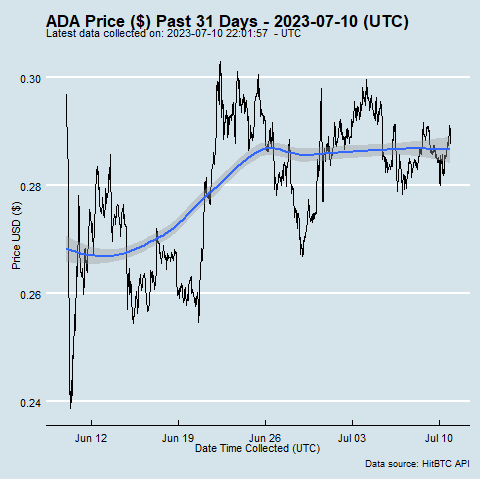 ADA Price ($) Past 31 Days - 2023-07-10 (UTC)
Latest data collected on: 2023-07-10 22:01:57 - UTC
0.30
0.28
0.26
0.24
Price USD ($)
Jun 12
Jun 19
Jun 26
Jul 03
Jul 10
Date Time Collected (UTC)
Data source: HitBTC API